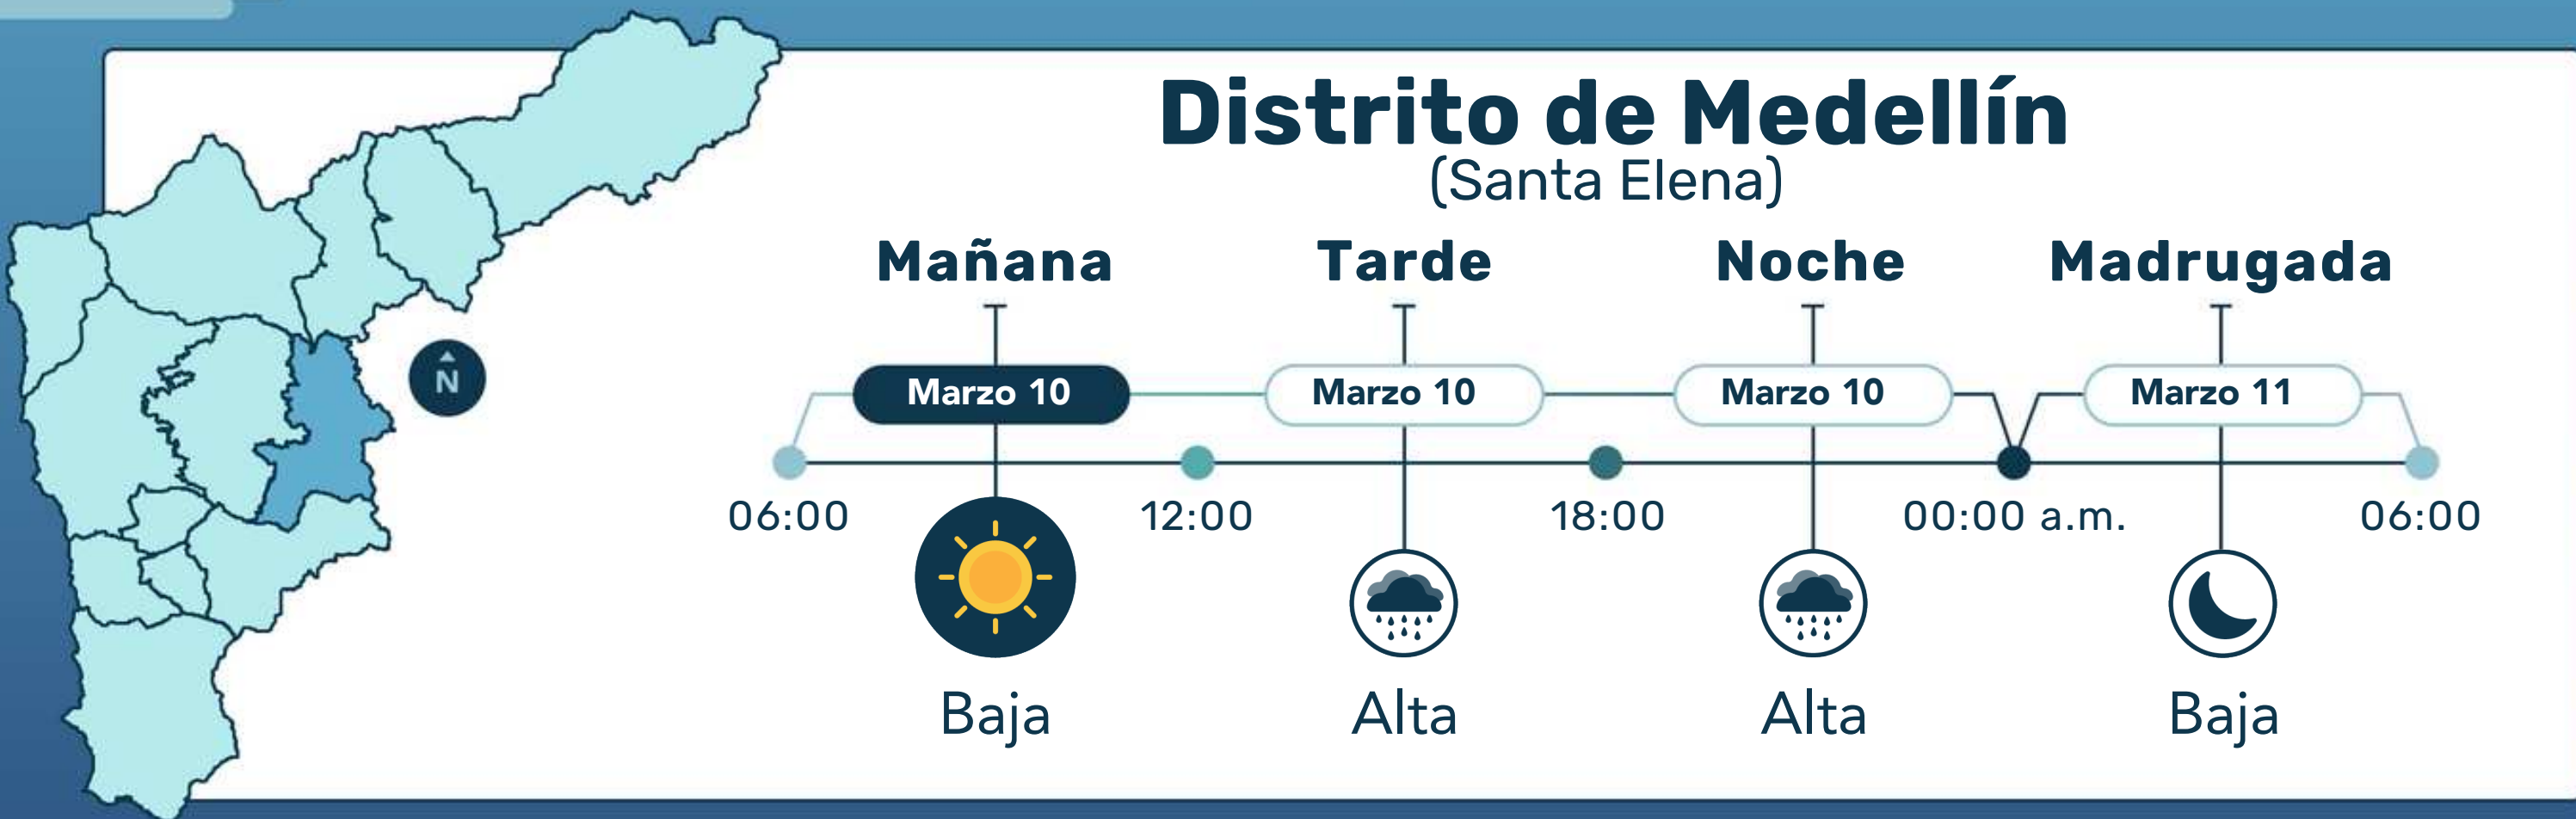 Distrito de Medellín
(Santa Elena)
Mañana Tarde Noche Madrugada
N
Marzo 10 Marzo 10 Marzo 10 Marzo 11
06:00 12:00 18:00 00:00 a.m. 06:00
Baja Alta Alta Baja